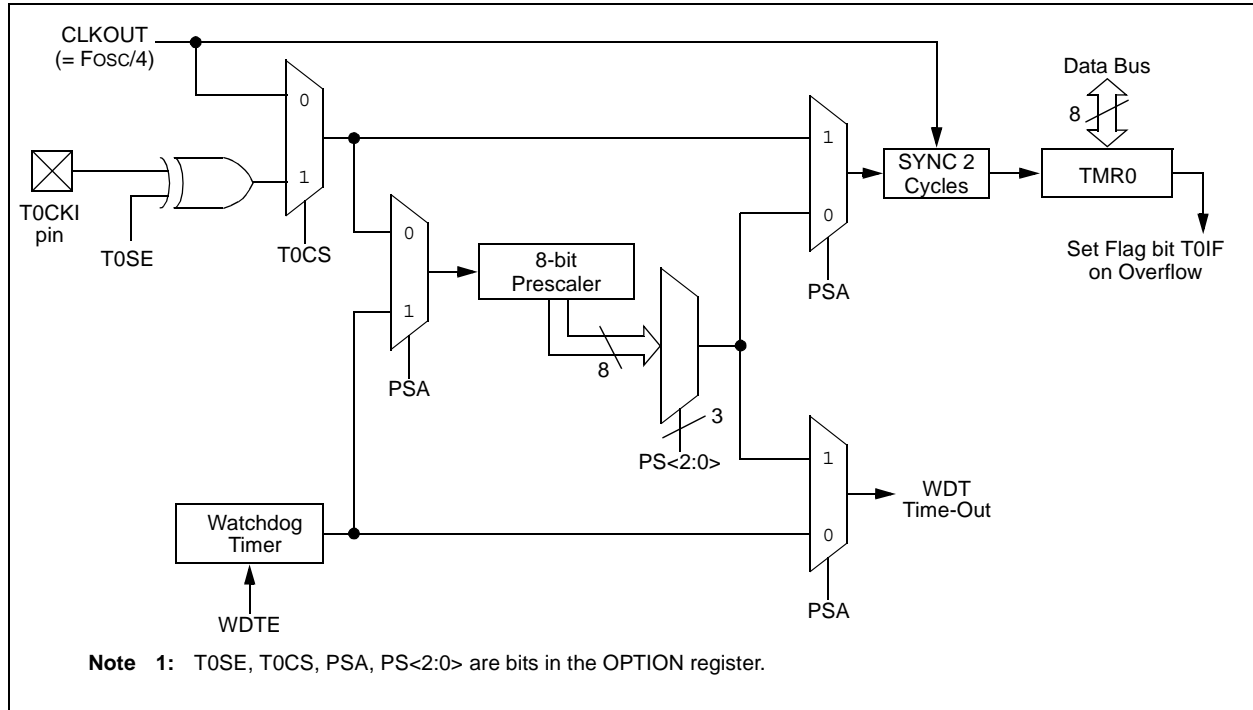 CLKOUT
(= FOSC/4)
0
1
T0CKI
pin
T0SE
T0CS
0
1
PSA
8-bit
Prescaler
8
3
PS<2:0>
1
0
PSA
SYNC 2
Cycles
Data Bus
8
TMR0
Set Flag bit T0IF
on Overflow
1
0
PSA
WDT
Time-Out
Watchdog
Timer
WDTE
Note 1: T0SE, T0CS, PSA, PS<2:0> are bits in the OPTION register.